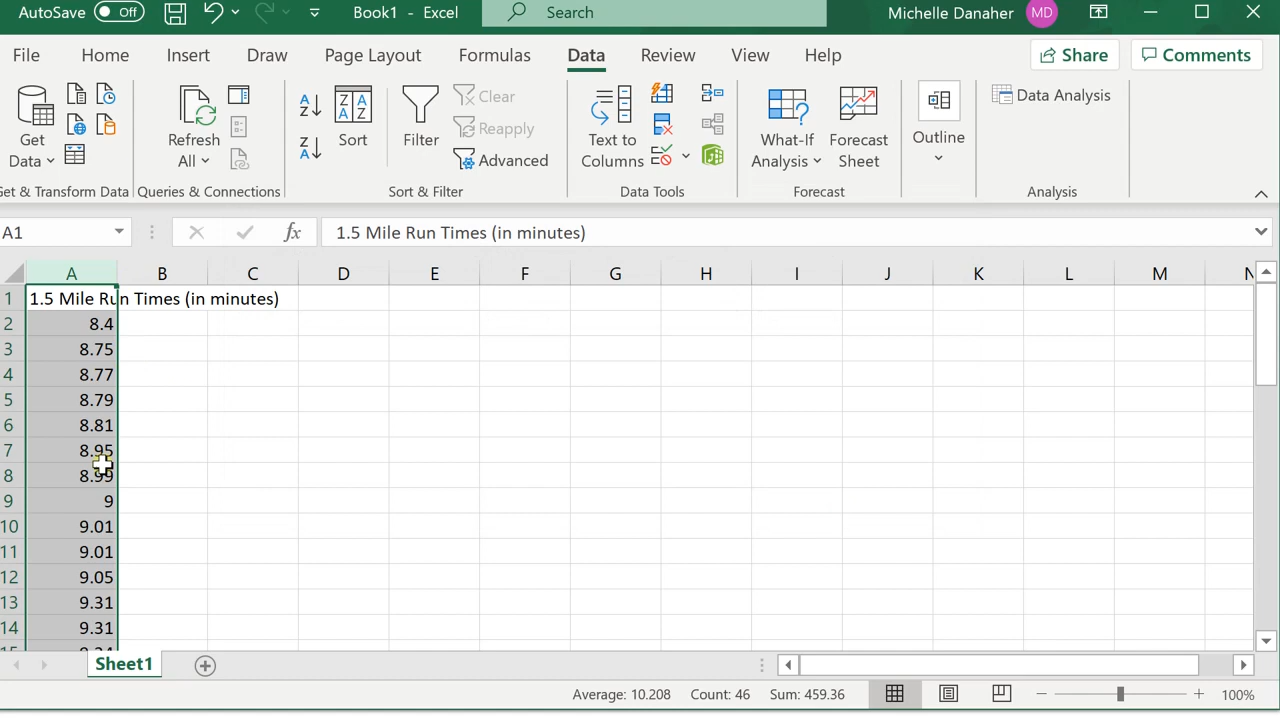 AutoSave Off Book1 - Excel Search Michelle Danaher MD
File Home Insert Draw Page Layout Formulas Data Review View Help Share Comments
Get Data
Refresh All
Sort
Filter
Clear
Reapply
Advanced
Text to Columns
What-If Analysis
Forecast Sheet
Outline
Data Analysis
et & Transform Data Queries & Connections Sort & Filter Data Tools Forecast Analysis
A1 fx 1.5 Mile Run Times (in minutes)
A B C D E F G H I J K L M N
1 1.5 Mile Run Times (in minutes)
2 8.4
3 8.75
4 8.77
5 8.79
6 8.81
7 8.95
8 8.99
9 9
10 9.01
11 9.01
12 9.05
13 9.31
14 9.31
Sheet1
Average: 10.208 Count: 46 Sum: 459.36 100%